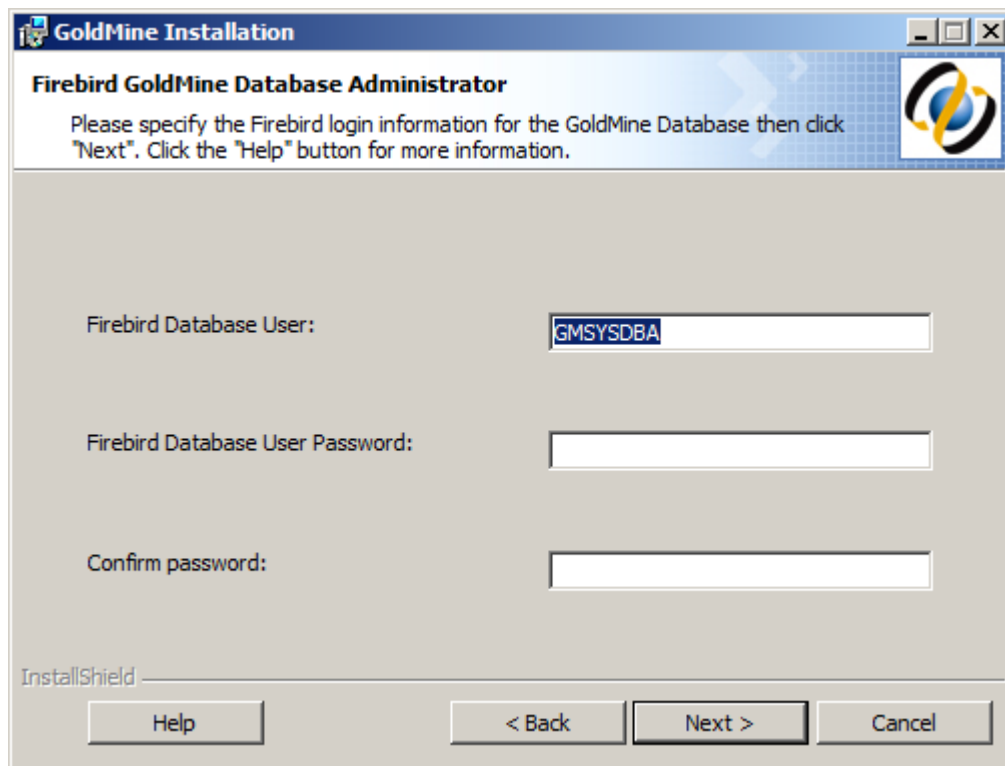 GoldMine Installation
Firebird GoldMine Database Administrator
Please specify the Firebird login information for the GoldMine Database then click
"Next". Click the "Help" button for more information.
Firebird Database User:
GMSYSDBA
Firebird Database User Password:
Confirm password:
InstallShield
Help
< Back
Next >
Cancel